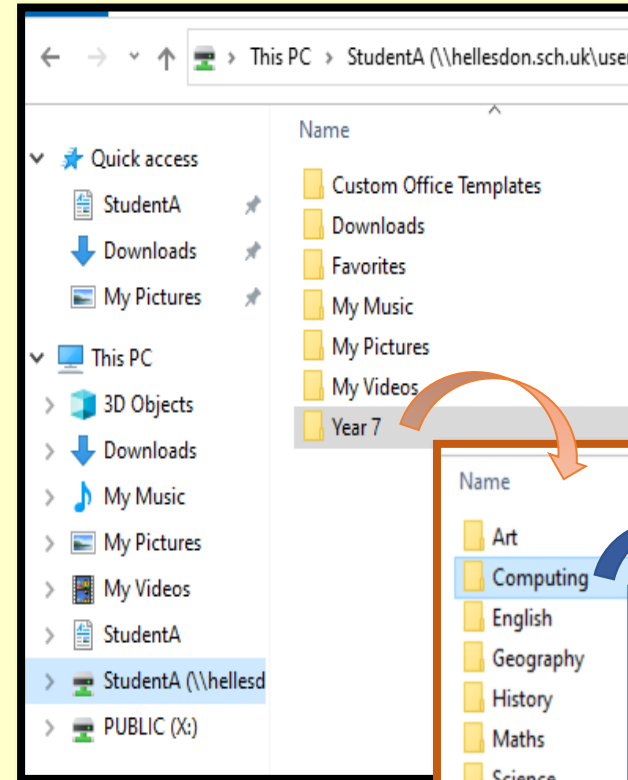 This PC > StudentA (\\hellesdon.sch.uk\user
Quick access
StudentA
Downloads
My Pictures
This PC
3D Objects
Downloads
My Music
My Pictures
My Videos
StudentA
StudentA (\\hellesd
PUBLIC (X:)
Name
Custom Office Templates
Downloads
Favorites
My Music
My Pictures
My Videos
Year 7
Name
Art
Computing
English
Geography
History
Maths
Science